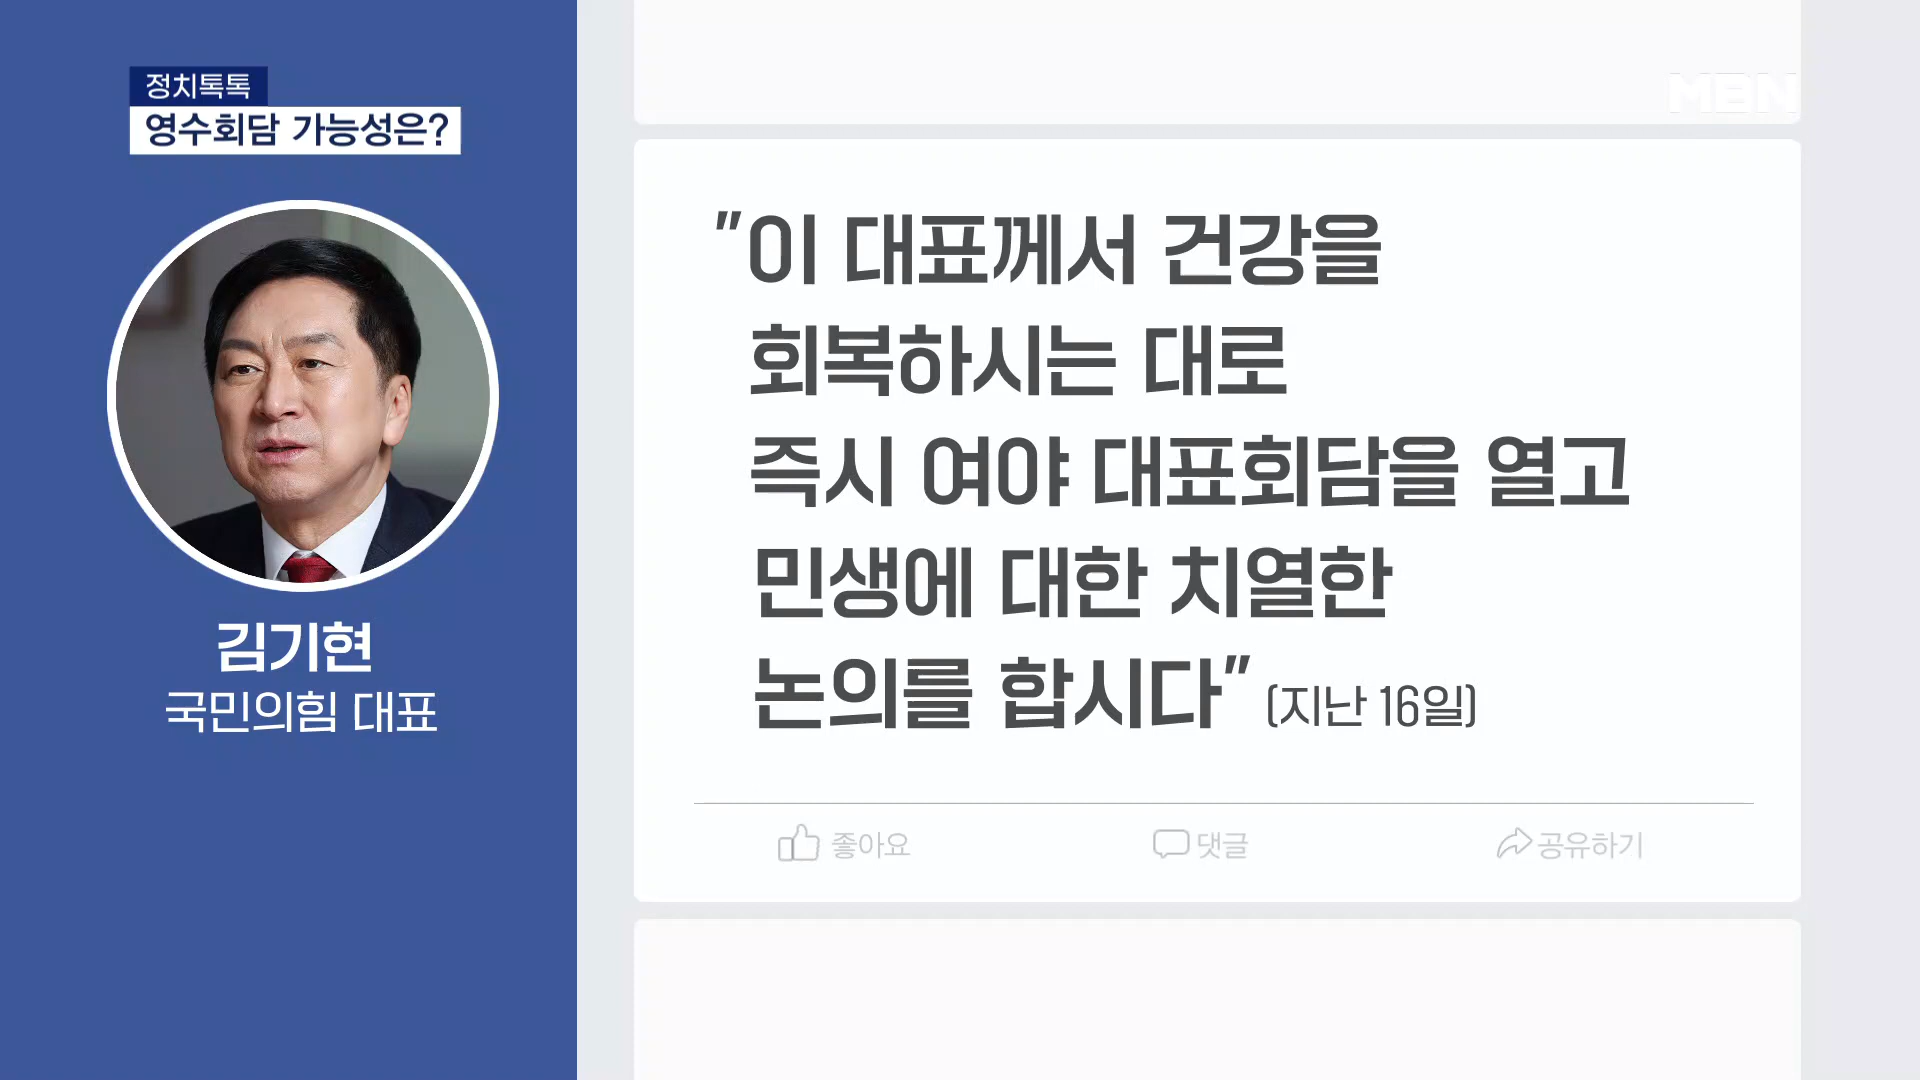 정치톡톡
영수회담 가능성은?
김기현
국민의힘 대표
MBN
"이 대표께서 건강을
회복하시는 대로
즉시 여야 대표회담을 열고
민생에 대한 치열한
논의를 합시다" (지난 16일)
좋아요 댓글 공유하기